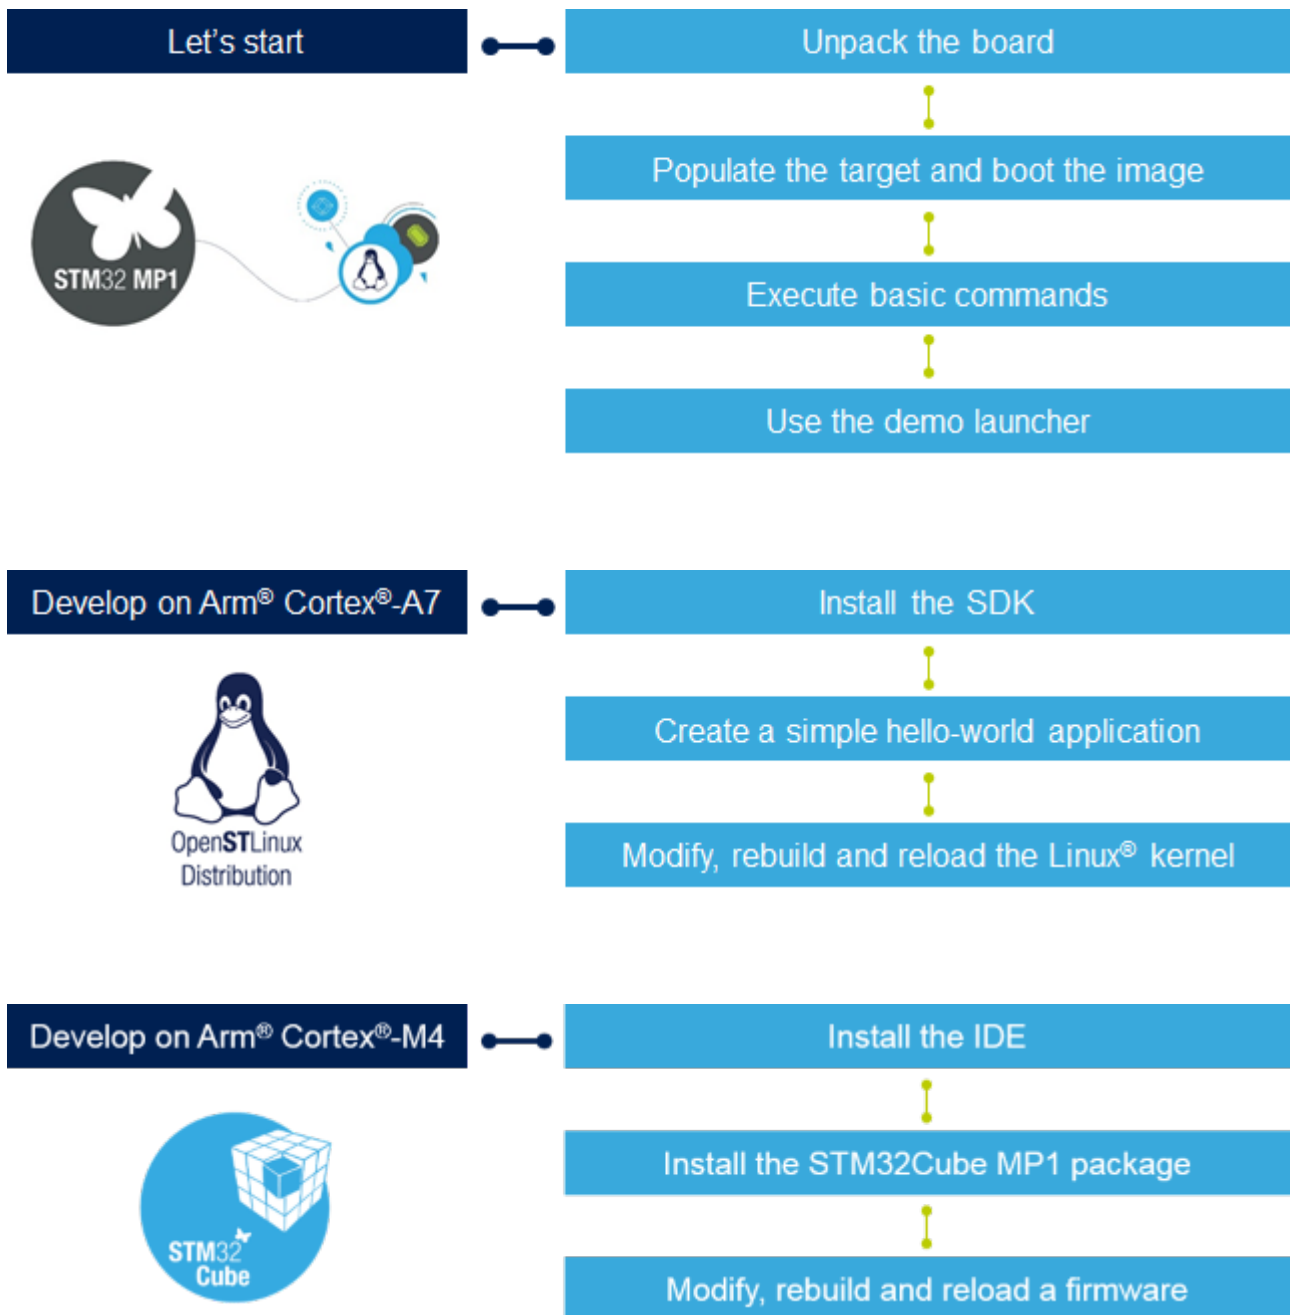 Let's start
Unpack the board
Populate the target and boot the image
STM32 MP1
Execute basic commands
Use the demo launcher
Develop on Arm® Cortex®-A7
Install the SDK
Create a simple hello-world application
OpenSTLinux
Distribution
Modify, rebuild and reload the Linux® kernel
Develop on Arm® Cortex®-M4
Install the IDE
Install the STM32Cube MP1 package
STM32
Cube
Modify, rebuild and reload a firmware